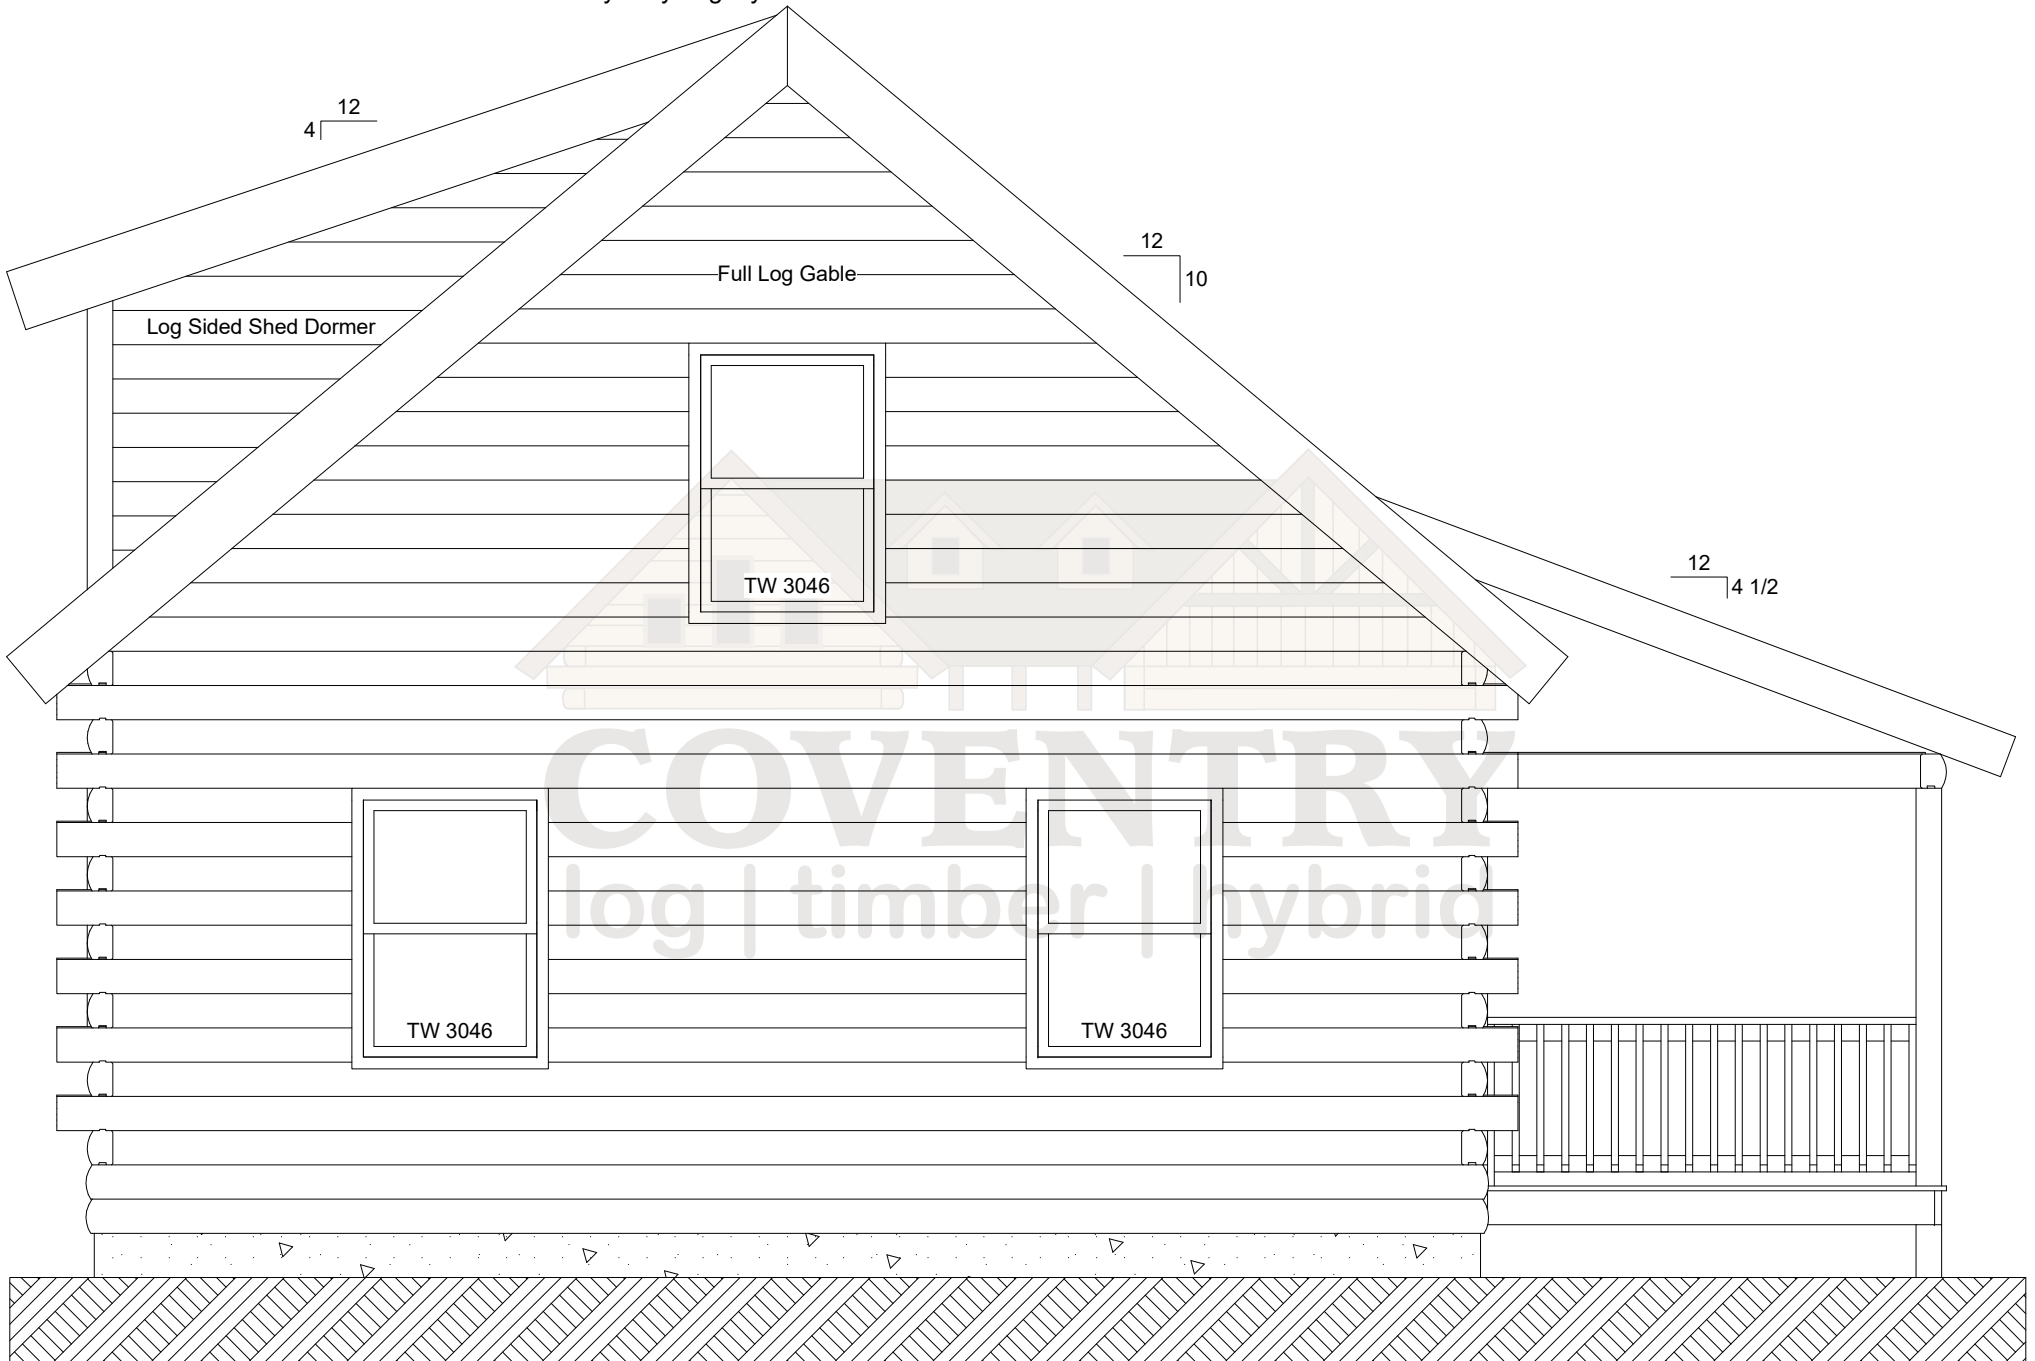 12
4
12
10
Full Log Gable
Log Sided Shed Dormer
TW 3046
12
4 1/2
COVENTRY
log | timber | hybrid
TW 3046
TW 3046